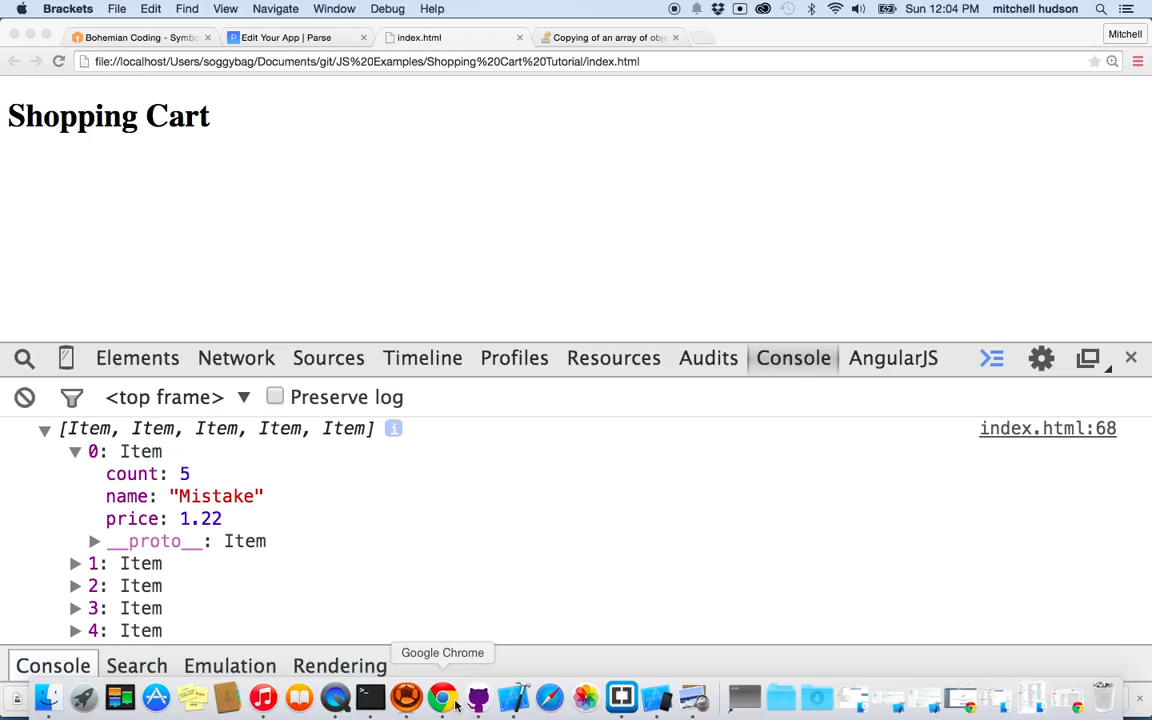 Brackets File Edit Find View Navigate Window Debug Help Sun 12:04 PM mitchell hudson
Bohemian Coding - Symbo Edit Your App | Parse index.html Copying of an array of obje Mitchell
file://localhost/Users/soggybag/Documents/git/JS%20Examples/Shopping%20Cart%20Tutorial/index.html
Shopping Cart
Elements Network Sources Timeline Profiles Resources Audits Console AngularJS
<top frame> Preserve log
[Item, Item, Item, Item, Item] i index.html:68
0: Item
count: 5
name: "Mistake"
price: 1.22
__proto__: Item
1: Item
2: Item
3: Item
4: Item
Google Chrome
Console Search Emulation Rendering